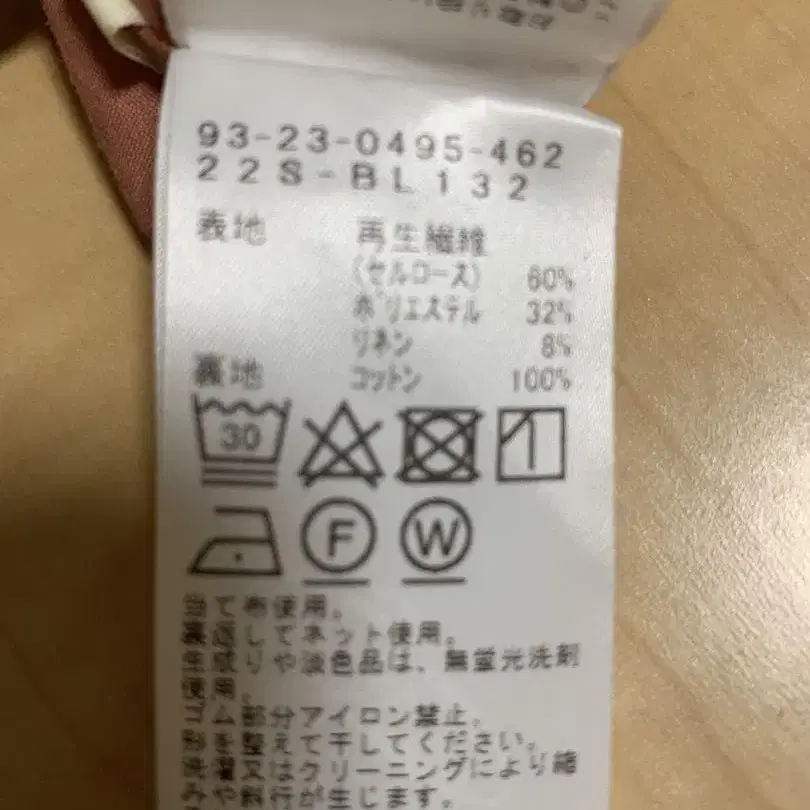 93-23-0495-462
22S-BL132
表地 再生繊維
(セルロース) 60%
ポリエステル 32%
リネン 8%
裏地 コットン 100%
30
F W
当て布使用。
裏返してネット使用。
生成りや淡色品は、無蛍光洗剤
使用。
ゴム部分アイロン禁止。
形を整えて干してください。
洗濯又はクリーニングにより縮
みや
が生じます。